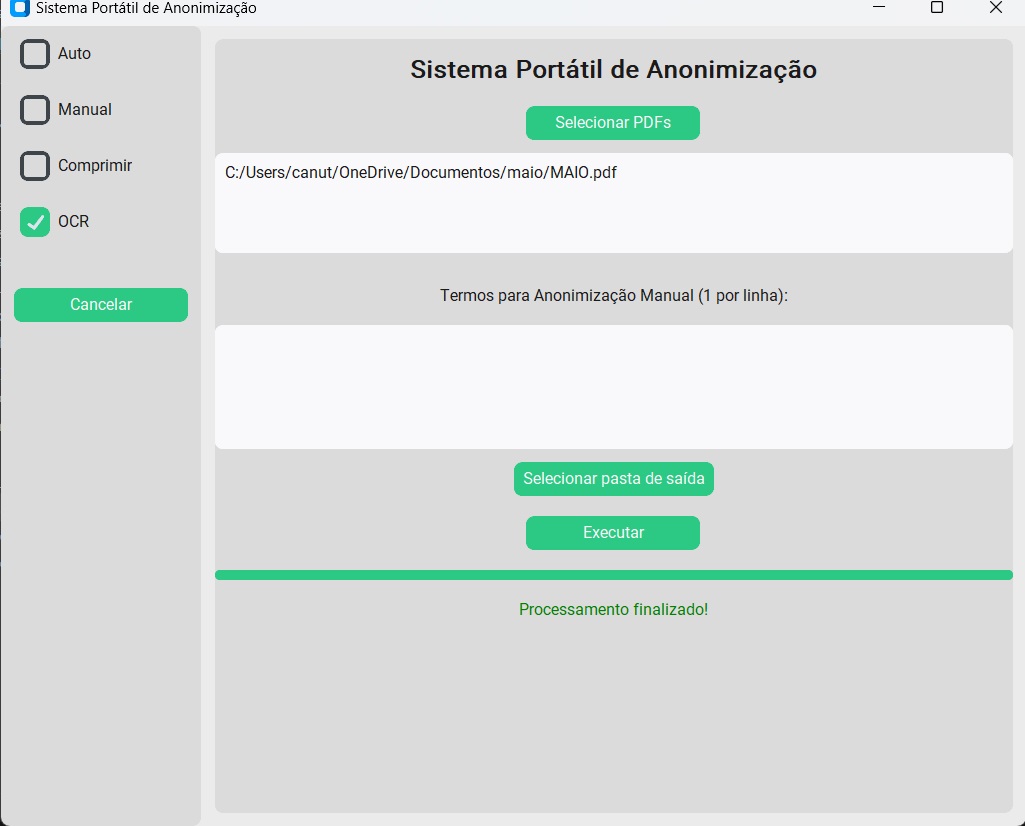 Sistema Portátil de Anonimização
Auto
Manual
Comprimir
OCR
Cancelar
Sistema Portátil de Anonimização
Selecionar PDFs
C:/Users/canut/OneDrive/Documentos/maio/MAIO.pdf
Termos para Anonimização Manual (1 por linha):
Selecionar pasta de saída
Executar
Processamento finalizado!